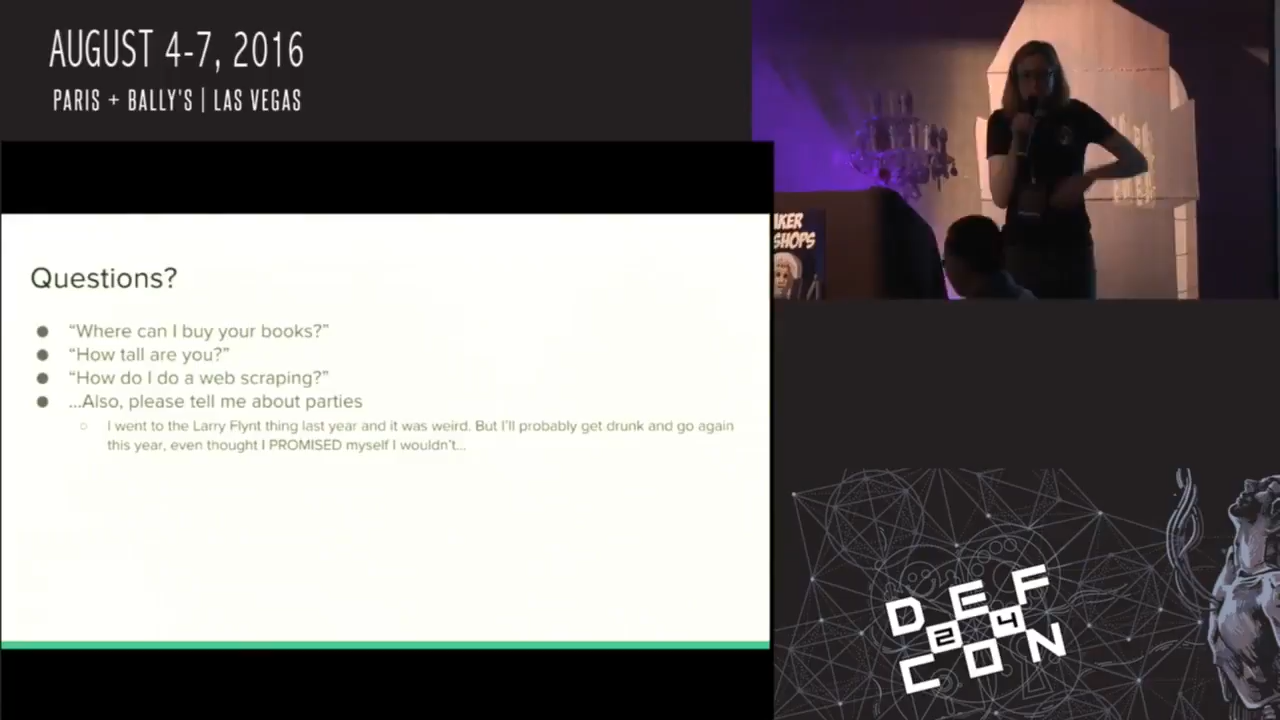 AUGUST 4-7, 2016
PARIS + BALLY'S | LAS VEGAS
Questions?
“Where can I buy your books?”
“How tall are you?”
“How do I do a web scraping?”
...Also, please tell me about parties
I went to the Larry Flynt thing last year and it was weird. But I'll probably get drunk and go again
this year, even thought I PROMISED myself I wouldn't...
SHOPS
DEF
24
CON